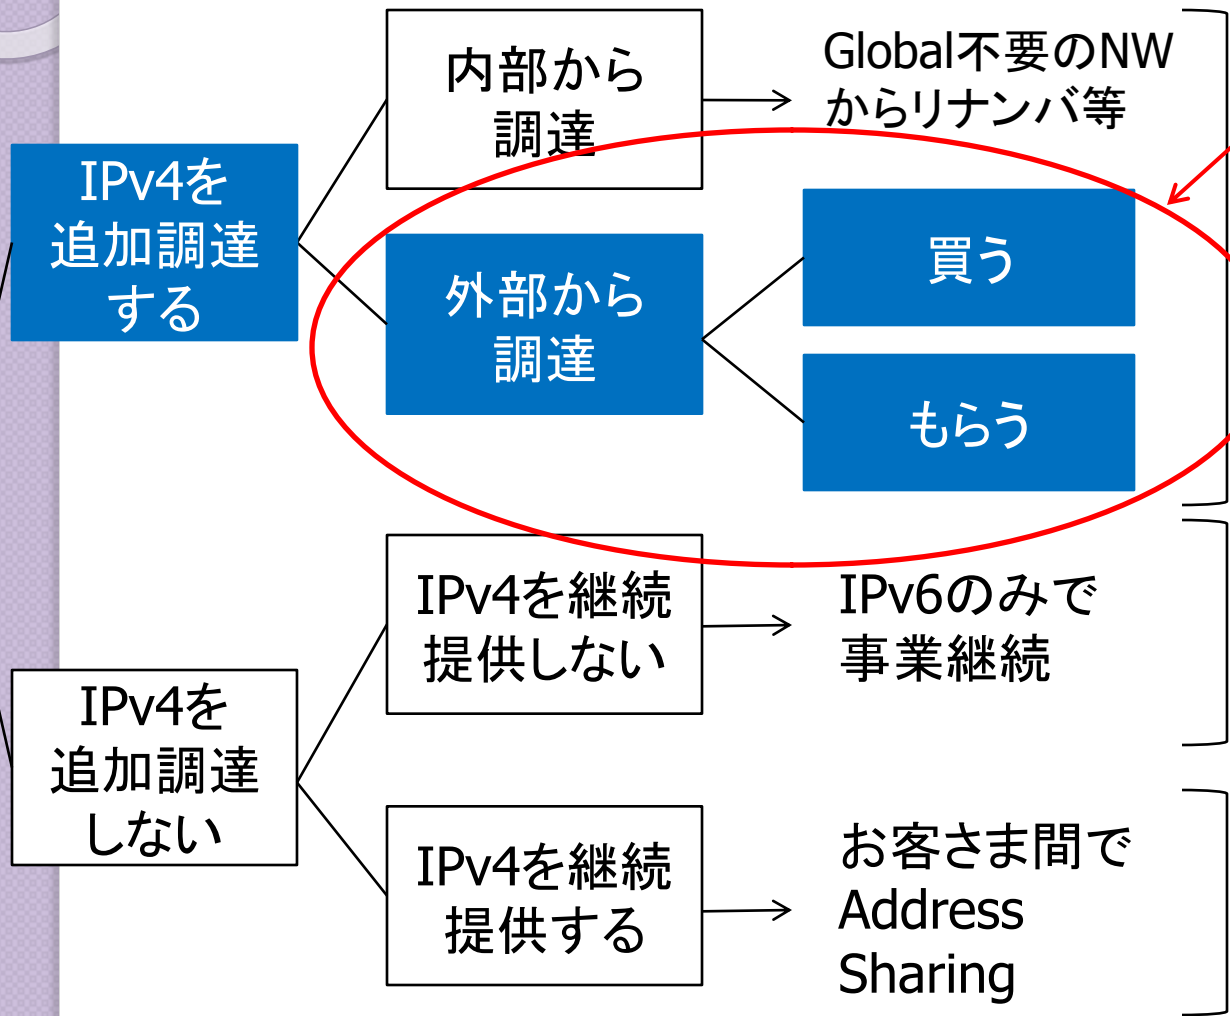 内部から
調達
Global不要のNW
からリナンバ等
IPv4を
追加調達
する
外部から
調達
買う
もらう
IPv4を継続
提供しない
IPv6のみで
事業継続
IPv4を
追加調達
しない
IPv4を継続
提供する
お客さま間で
Address
Sharing